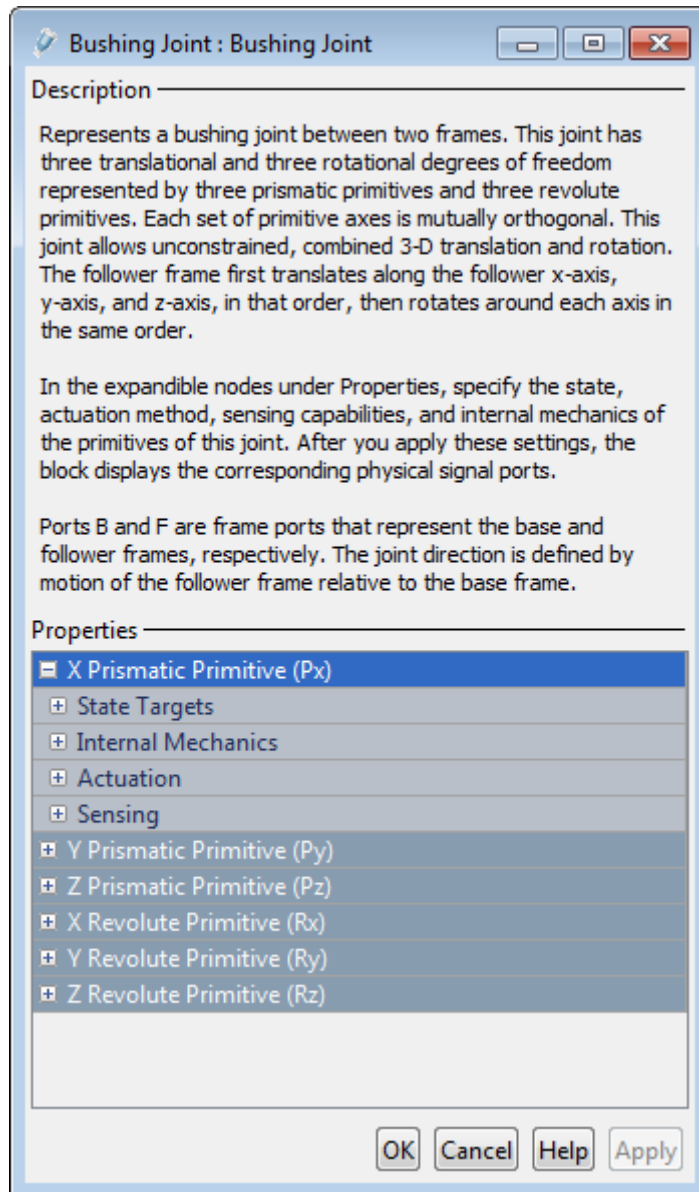 Bushing Joint : Bushing Joint
Description
Represents a bushing joint between two frames. This joint has
three translational and three rotational degrees of freedom
represented by three prismatic primitives and three revolute
primitives. Each set of primitive axes is mutually orthogonal. This
joint allows unconstrained, combined 3-D translation and rotation.
The follower frame first translates along the follower x-axis,
y-axis, and z-axis, in that order, then rotates around each axis in
the same order.
In the expandible nodes under Properties, specify the state,
actuation method, sensing capabilities, and internal mechanics of
the primitives of this joint. After you apply these settings, the
block displays the corresponding physical signal ports.
Ports B and F are frame ports that represent the base and
follower frames, respectively. The joint direction is defined by
motion of the follower frame relative to the base frame.
Properties
X Prismatic Primitive (Px)
State Targets
Internal Mechanics
Actuation
Sensing
Y Prismatic Primitive (Py)
Z Prismatic Primitive (Pz)
X Revolute Primitive (Rx)
Y Revolute Primitive (Ry)
Z Revolute Primitive (Rz)
OK Cancel Help Apply